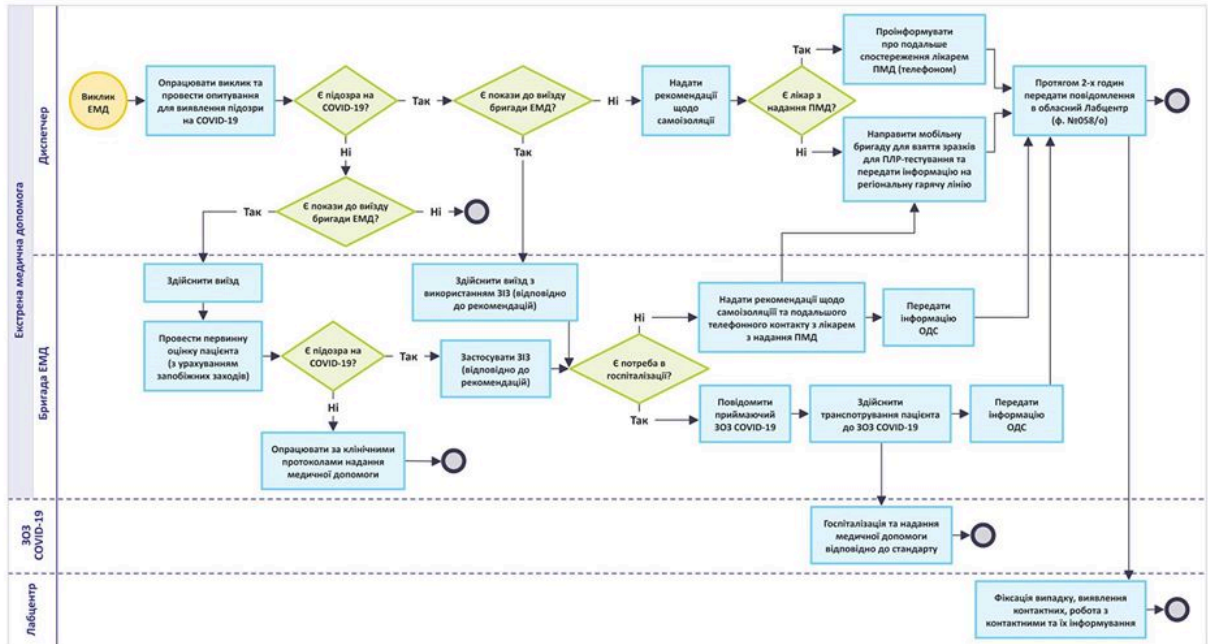 Екстрена медична допомога
Диспетчер
Виклик
ЕМД
Опрацювати виклик та
провести опитування
для виявлення підозри
на COVID-19
Є підозра на
COVID-19?
Так
Є покази до виїзду
бригади ЕМД?
Ні
Надати
рекомендації
щодо
самоізоляції
Є лікар з
надання ПМД?
Так
Проінформувати
про подальше
спостереження лікарем
ПМД (телефоном)
Ні
Направити мобільну
бригаду для взяття зразків
для ПЛР-тестування та
передати інформацію на
регіональну гарячу лінію
Протягом 2-х годин
передати повідомлення
в обласний Лабцентр
(ф. №058/о)
Ні
Так
Так
Є покази до виїзду
бригади ЕМД?
Ні
Бригада ЕМД
Здійснити виїзд
Провести первинну
оцінку пацієнта
(з урахуванням
запобіжних заходів)
Є підозра на
COVID-19?
Так
Ні
Опрацювати за клінічними
протоколами надання
медичної допомоги
Здійснити виїзд з
використанням ЗІЗ (відповідно
до рекомендацій)
Застосувати ЗІЗ
(відповідно до
рекомендацій)
Є потреба в
госпіталізації?
Ні
Надати рекомендації щодо
самоізоляціїї та подальшого
телефонного контакту з лікарем
з надання ПМД
Передати
інформацію
ОДС
Так
Повідомити
приймаючий
ЗОЗ COVID-19
Здійснити
транспотрування пацієнта
до ЗОЗ COVID-19
Передати
інформацію
ОДС
ЗОЗ
COVID-19
Госпіталізація та надання
медичної допомоги
відповідно до стандарту
Лабцентр
Фіксація випадку, виявлення
контактних, робота з
контактними та їх інформування